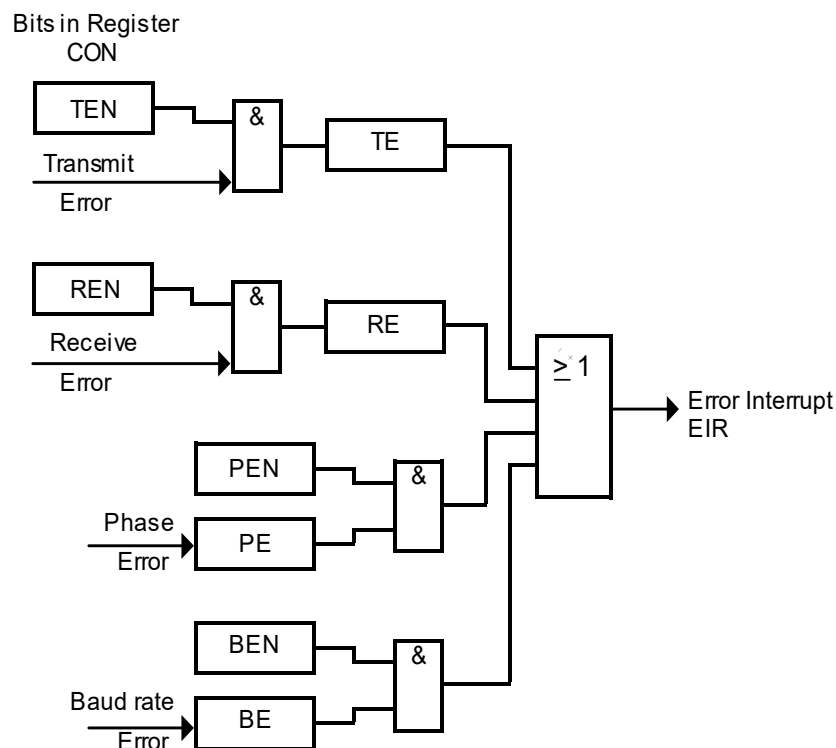 Bits in Register
CON
TEN
&
TE
Transmit
Error
REN
&
RE
Receive
Error
≥ 1
Error Interrupt
EIR
PEN
&
Phase
PE
Error
BEN
&
Baud rate
BE
Error